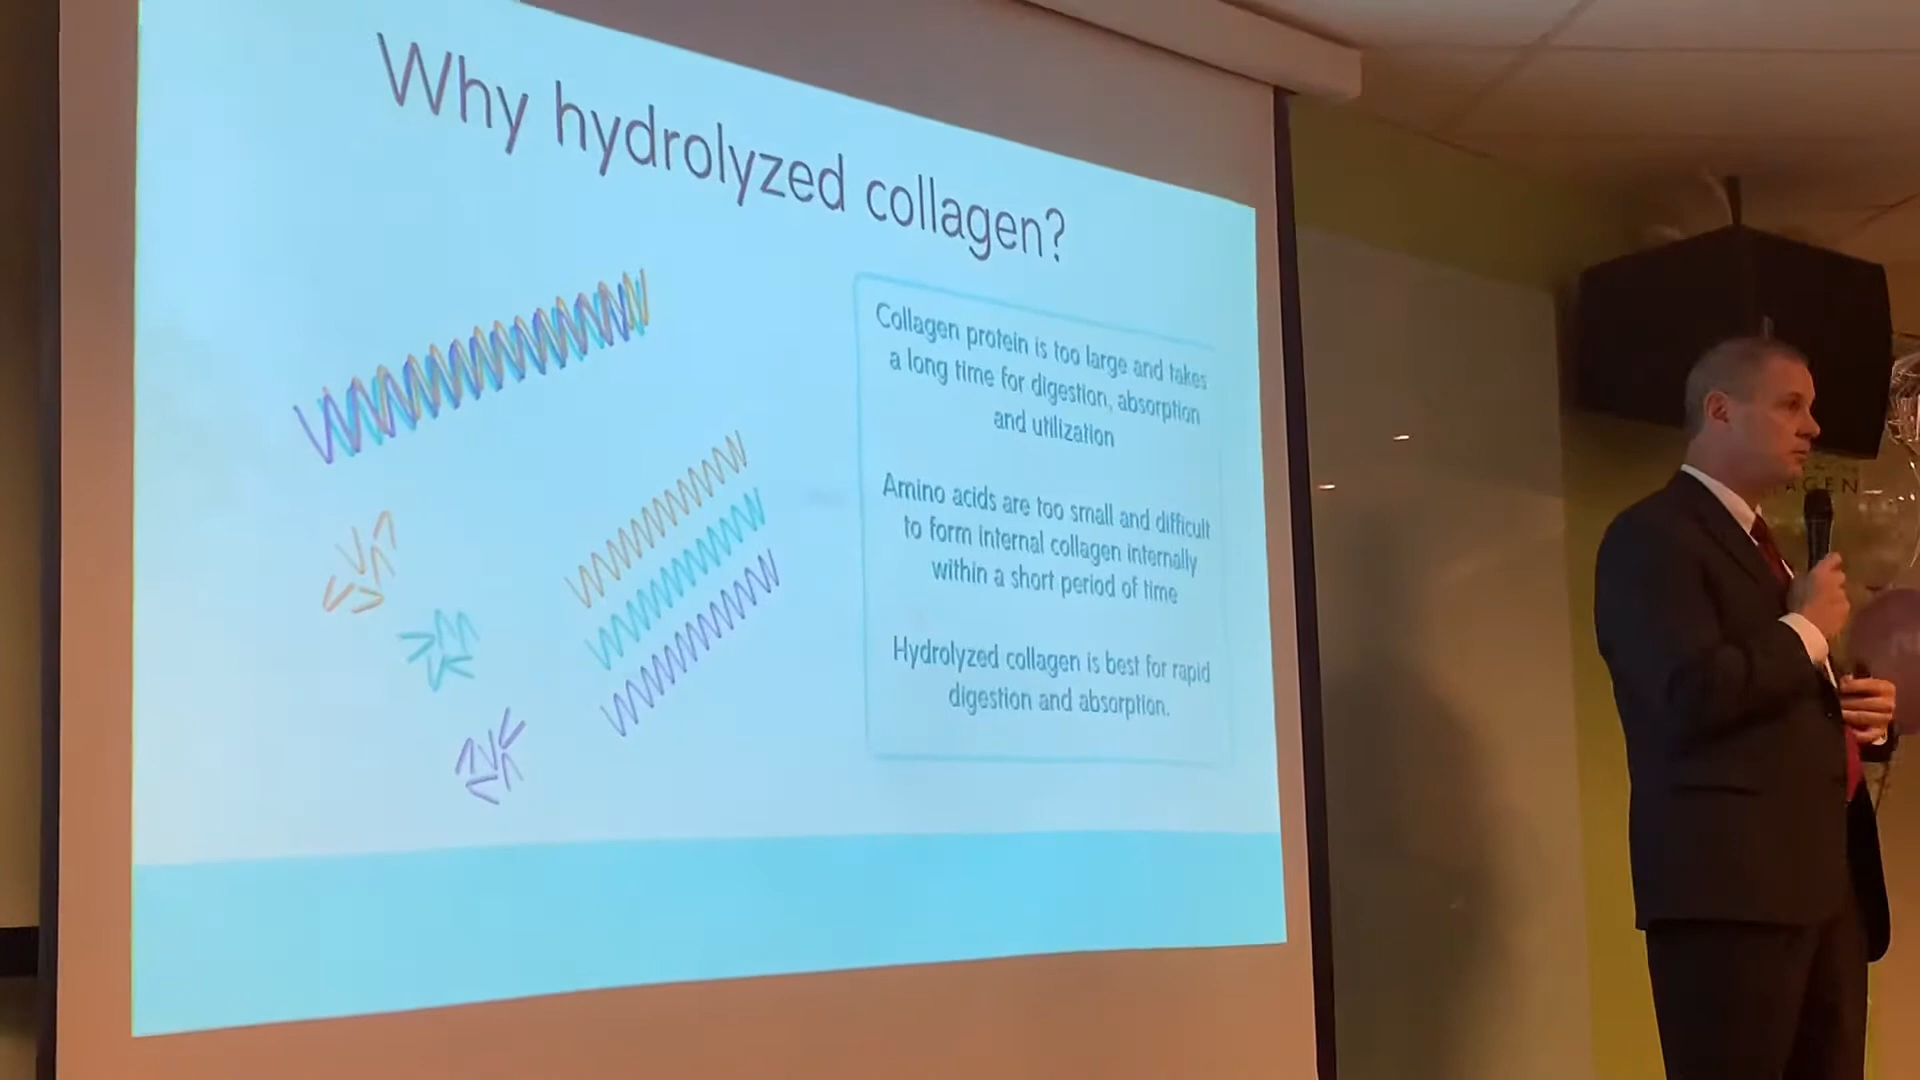 Why hydrolyzed collagen?
Collagen protein is too large and takes
a long time for digestion, absorption
and utilization
Amino acids are too small and difficult
to form internal collagen internally
within a short period of time
Hydrolyzed collagen is best for rapid
digestion and absorption.